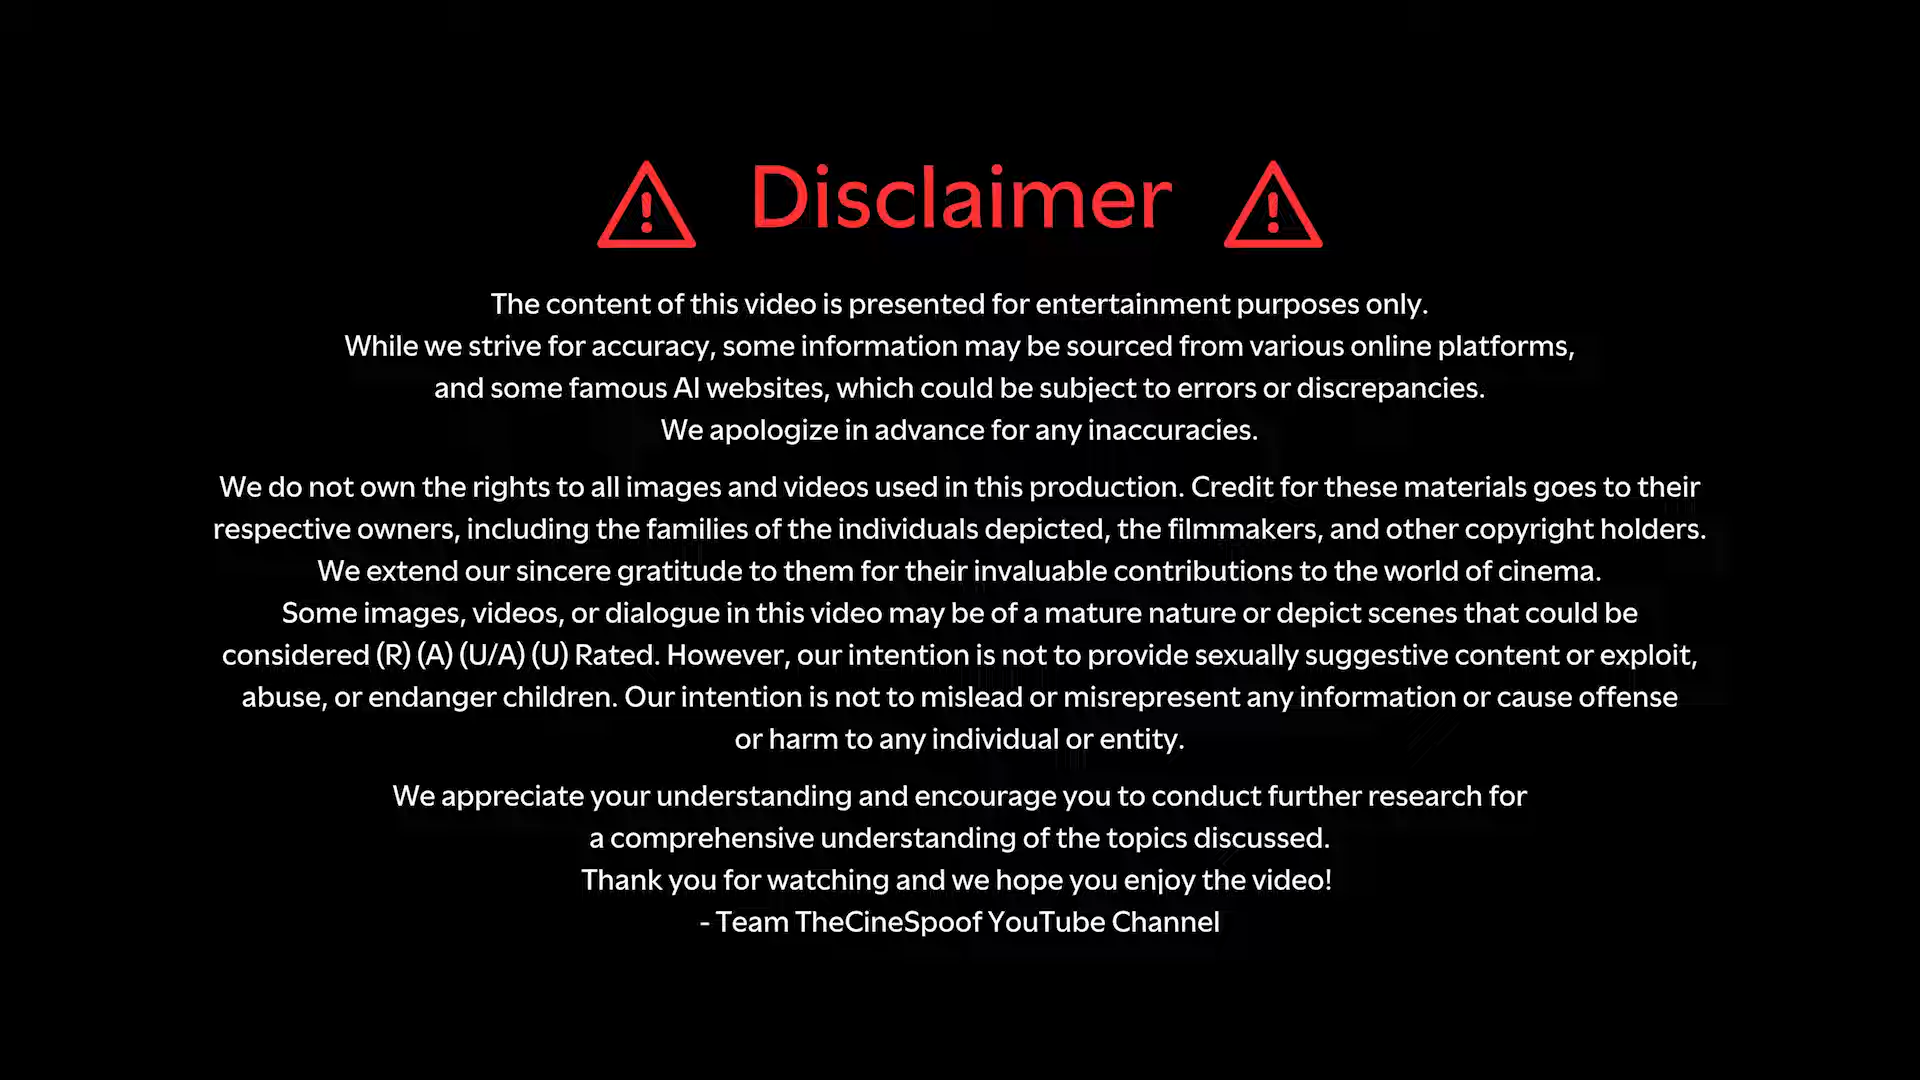 Disclaimer
The content of this video is presented for entertainment purposes only.
While we strive for accuracy, some information may be sourced from various online platforms,
and some famous AI websites, which could be subject to errors or discrepancies.
We apologize in advance for any inaccuracies.
We do not own the rights to all images and videos used in this production. Credit for these materials goes to their
respective owners, including the families of the individuals depicted, the filmmakers, and other copyright holders.
We extend our sincere gratitude to them for their invaluable contributions to the world of cinema.
Some images, videos, or dialogue in this video may be of a mature nature or depict scenes that could be
considered (R) (A) (U/A) (U) Rated. However, our intention is not to provide sexually suggestive content or exploit,
abuse, or endanger children. Our intention is not to mislead or misrepresent any information or cause offense
or harm to any individual or entity.
We appreciate your understanding and encourage you to conduct further research for
a comprehensive understanding of the topics discussed.
Thank you for watching and we hope you enjoy the video!
- Team TheCineSpoof YouTube Channel